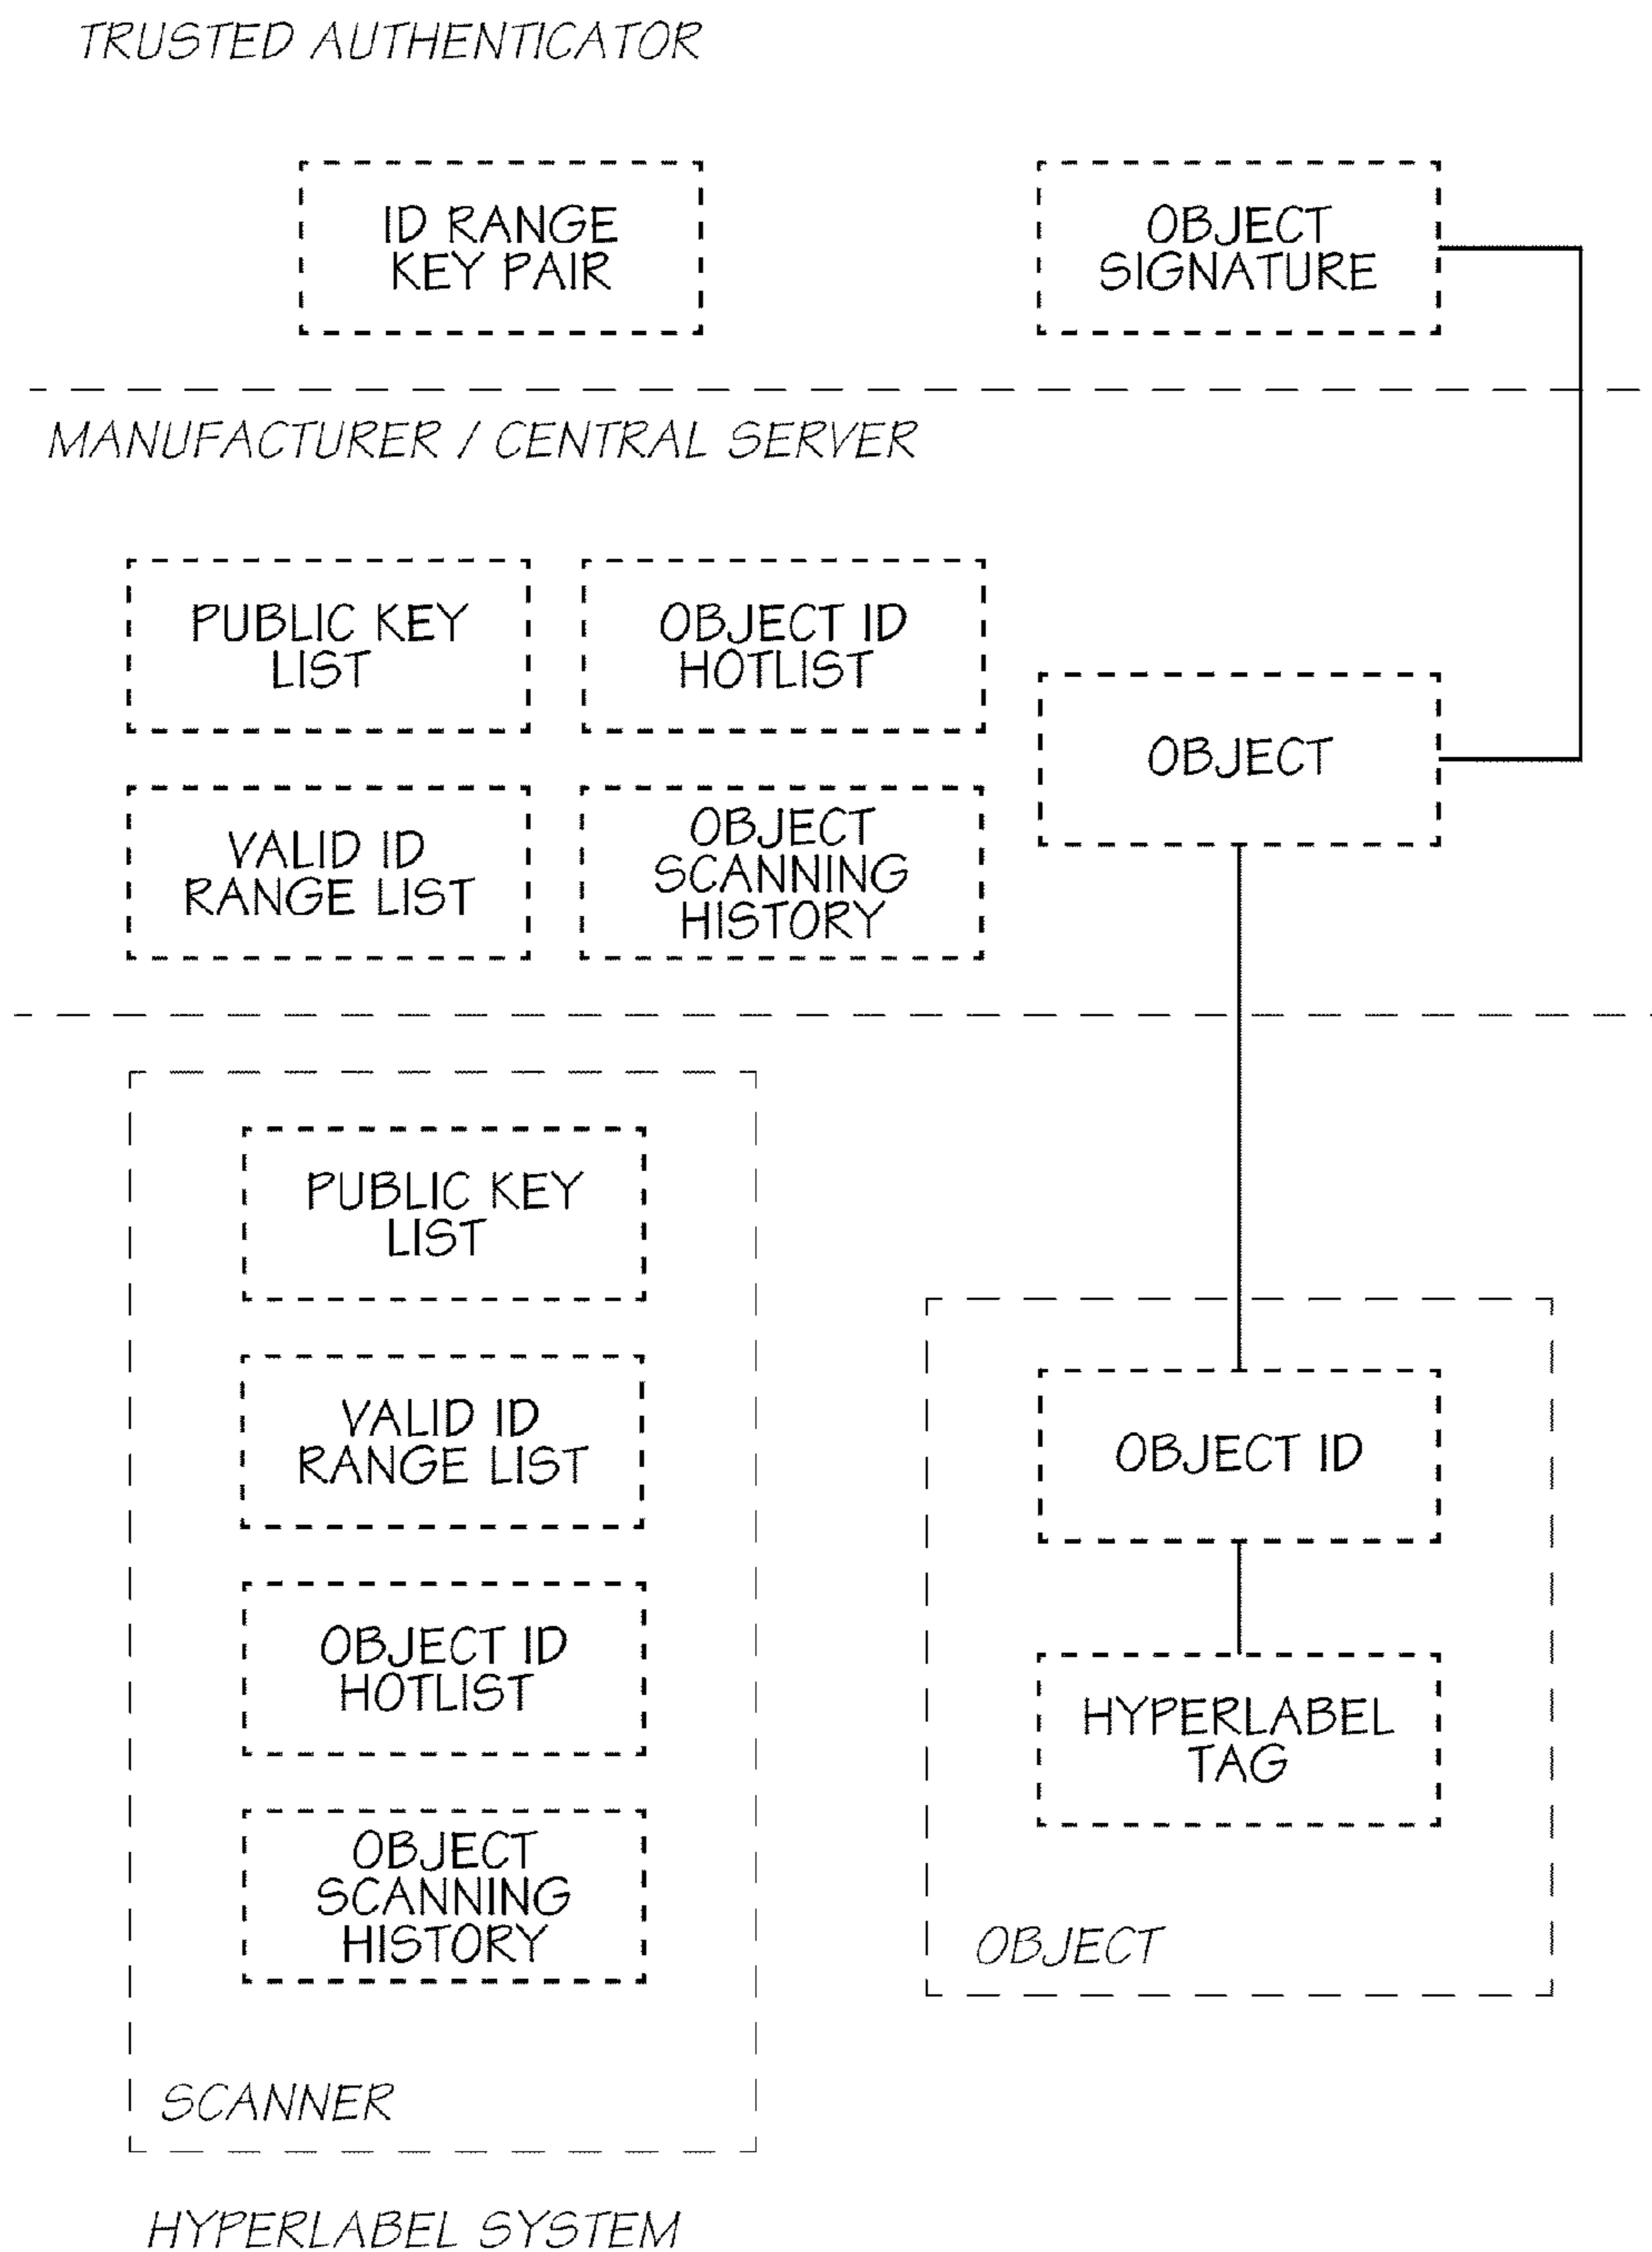 TRUSTED AUTHENTICATOR
ID RANGE
KEY PAIR
OBJECT
SIGNATURE
MANUFACTURER / CENTRAL SERVER
PUBLIC KEY
LIST
OBJECT ID
HOTLIST
OBJECT
VALID ID
RANGE LIST
OBJECT
SCANNING
HISTORY
PUBLIC KEY
LIST
VALID ID
RANGE LIST
OBJECT ID
HOTLIST
OBJECT
SCANNING
HISTORY
SCANNER
OBJECT ID
HYPERLABEL
TAG
OBJECT
HYPERLABEL SYSTEM